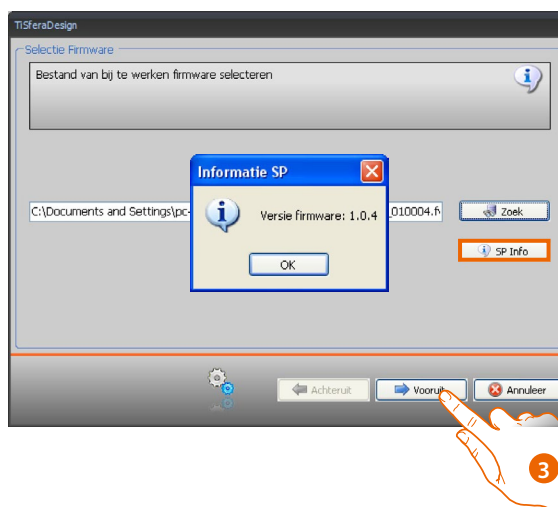 TiSferaDesign
Selectie Firmware
Bestand van bij te werken firmware selecteren
Informatie SP
Versie firmware: 1.0.4
C:\Documents and Settings\pc- _010004.f
Zoek
OK
SP Info
Achteruit
Vooruit
Annuleer
3